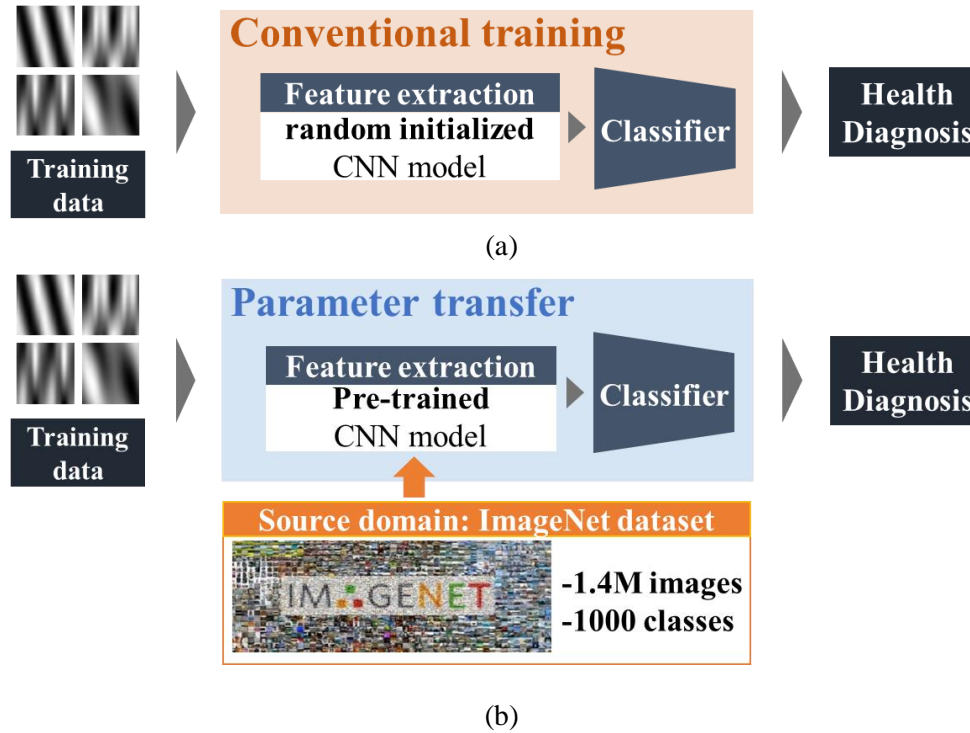 Conventional training
Training
data
Feature extraction
random initialized
CNN model
Classifier
Health
Diagnosis
(a)
Parameter transfer
Training
data
Feature extraction
Pre-trained
CNN model
Classifier
Health
Diagnosis
Source domain: ImageNet dataset
IMAGENET
-1.4M images
-1000 classes
(b)